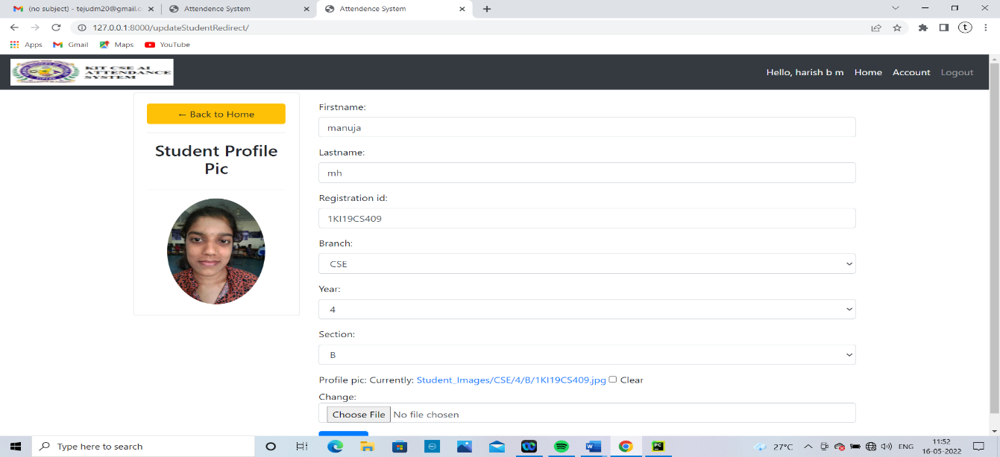 (no subject) - tejudm20@gmail.c
Attendence System
Attendence System
127.0.0.1:8000/updateStudentRedirect/
t
Apps Gmail Maps YouTube
KIT CSE AI
ATTENDANCE
SYSTEM
Hello, harish b m Home Account Logout
← Back to Home
Student Profile
Pic
Firstname:
manuja
Lastname:
mh
Registration id:
1KI19CS409
Branch:
CSE
Year:
4
Section:
B
Profile pic: Currently: Student_Images/CSE/4/B/1KI19CS409.jpg Clear
Change:
Choose File No file chosen
Type here to search
27°C ENG
11:52
16-05-2022